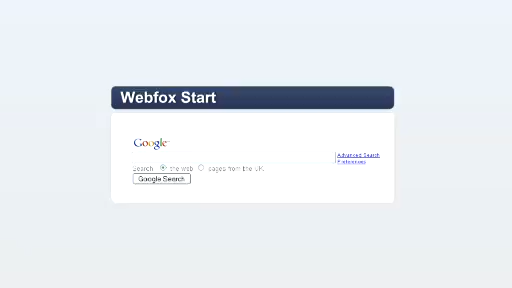 Webfox Start
Google
Advanced Search
Preferences
Search: the web pages from the UK
Google Search